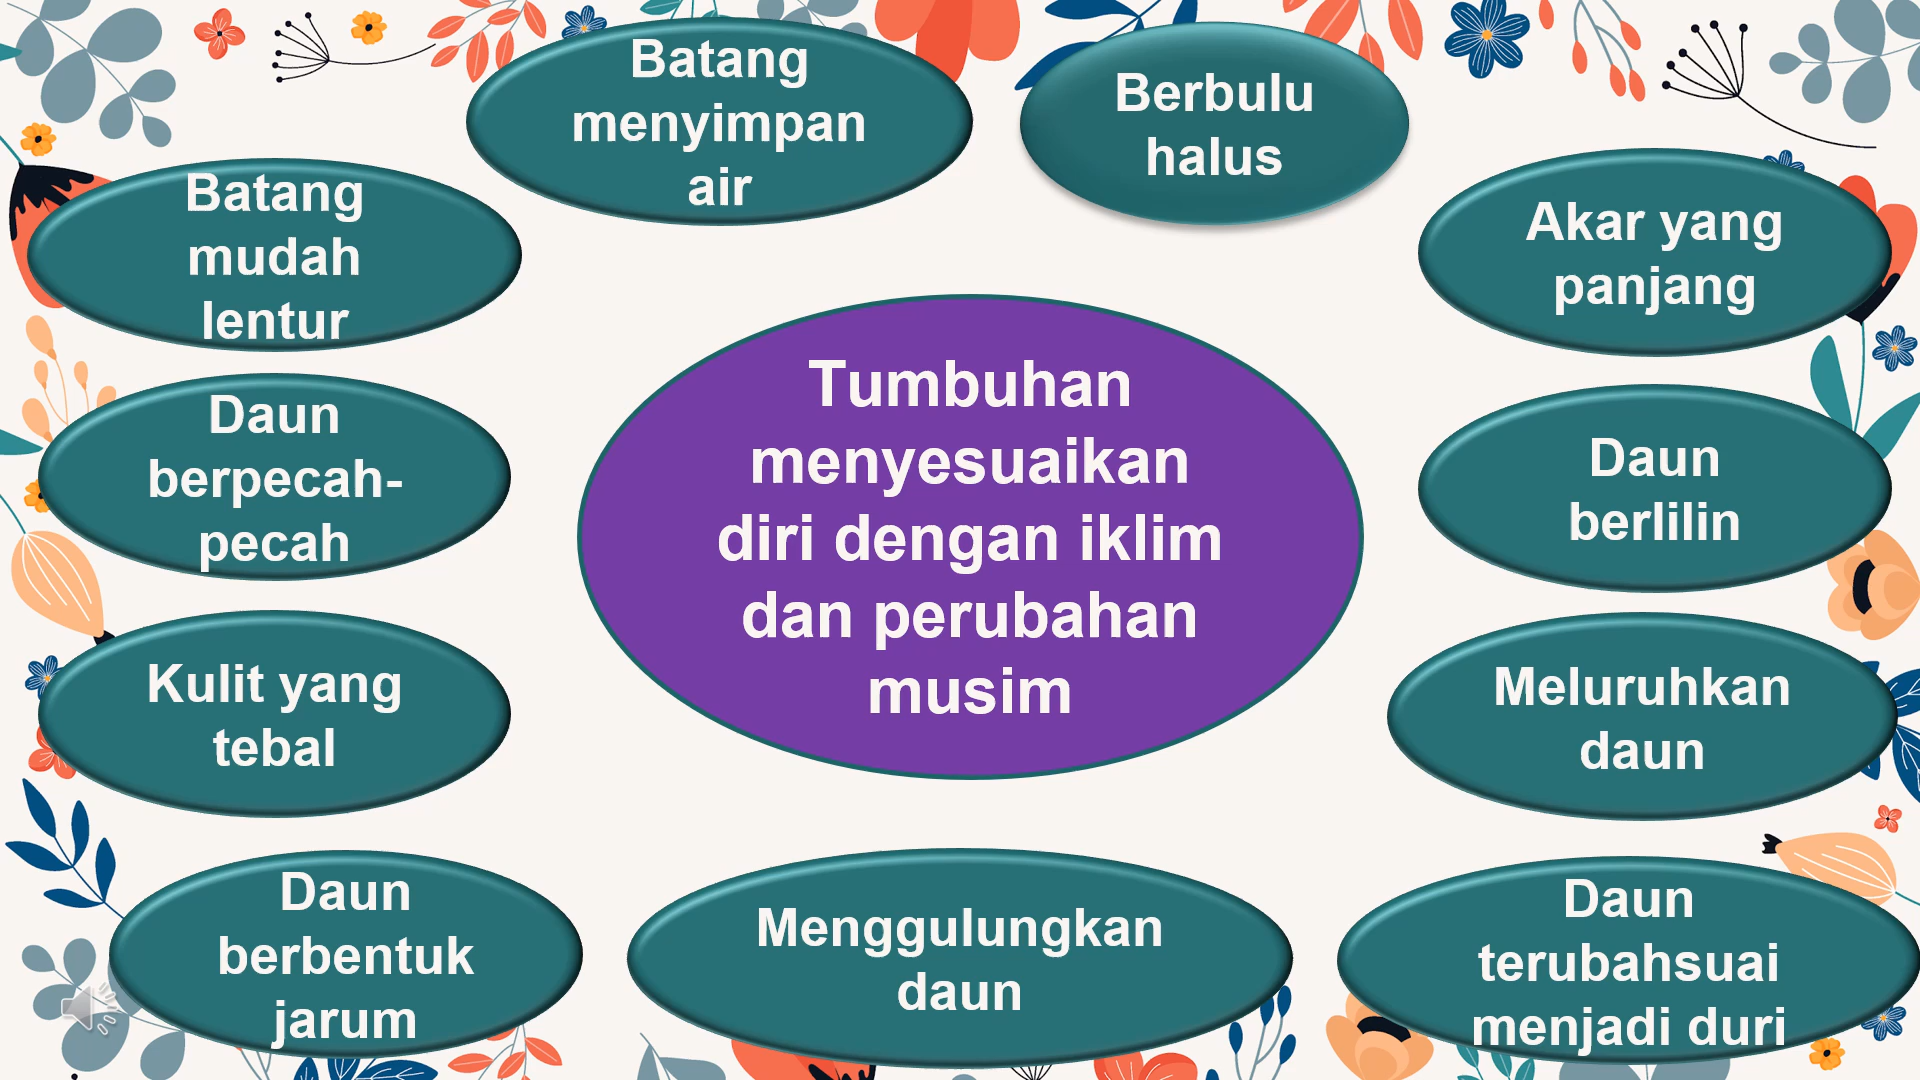 Batang
menyimpan
air
Berbulu
halus
Batang
mudah
lentur
Akar yang
panjang
Tumbuhan
menyesuaikan
diri dengan iklim
dan perubahan
musim
Daun
berpecah-
pecah
Daun
berlilin
Kulit yang
tebal
Meluruhkan
daun
Daun
berbentuk
jarum
Menggulungkan
daun
Daun
terubahsuai
menjadi duri